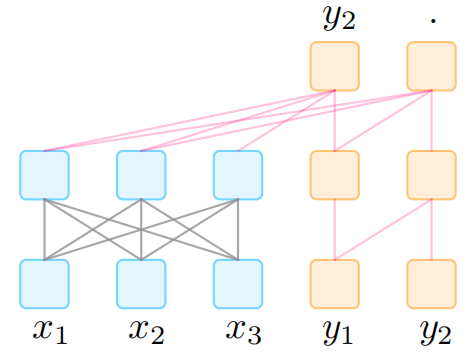 y₂ .
x₁ x₂ x₃ y₁ y₂